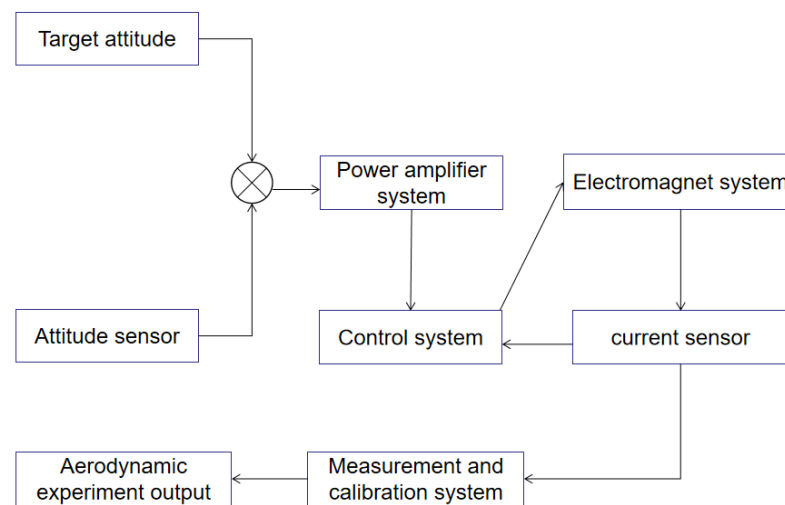 Target attitude
Power amplifier
system
Electromagnet system
Attitude sensor
Control system
current sensor
Aerodynamic
experiment output
Measurement and
calibration system